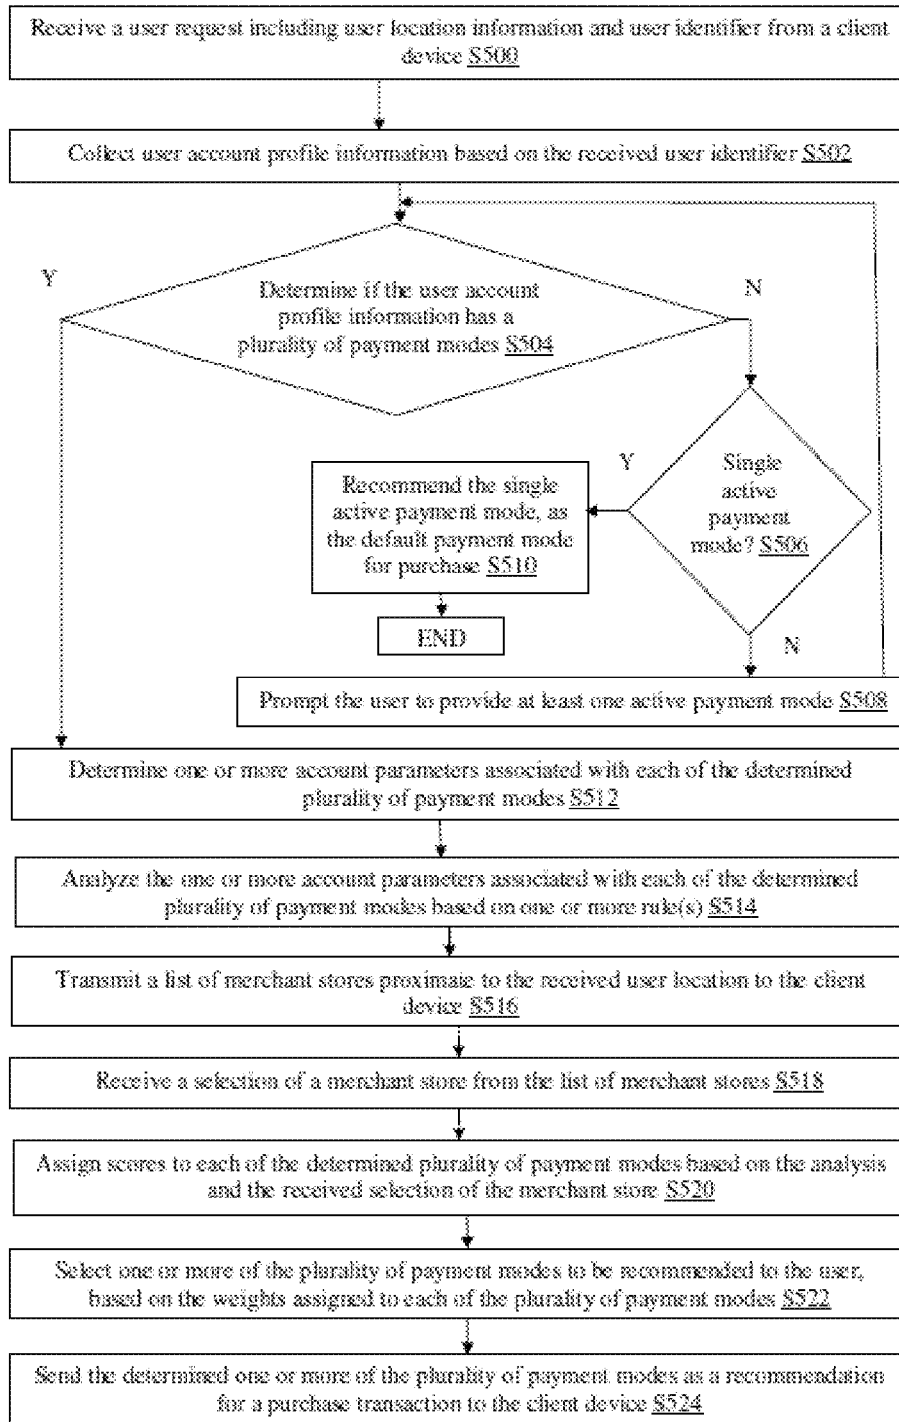 Receive a user request including user location information and user identifier from a client
device S500
Collect user account profile information based on the received user identifier S502
Y
Determine if the user account
profile information has a
plurality of payment modes S504
N
Y
Single
active
payment
mode? S506
Recommend the single
active payment mode, as
the default payment mode
for purchase S510
END
N
Prompt the user to provide at least one active payment mode S508
Determine one or more account parameters associated with each of the determined
plurality of payment modes S512
Analyze the one or more account parameters associated with each of the determined
plurality of payment modes based on one or more rule(s) S514
Transmit a list of merchant stores proximate to the received user location to the client
device S516
Receive a selection of a merchant store from the list of merchant stores S518
Assign scores to each of the determined plurality of payment modes based on the analysis
and the received selection of the merchant store S520
Select one or more of the plurality of payment modes to be recommended to the user,
based on the weights assigned to each of the plurality of payment modes S522
Send the determined one or more of the plurality of payment modes as a recommendation
for a purchase transaction to the client device S524